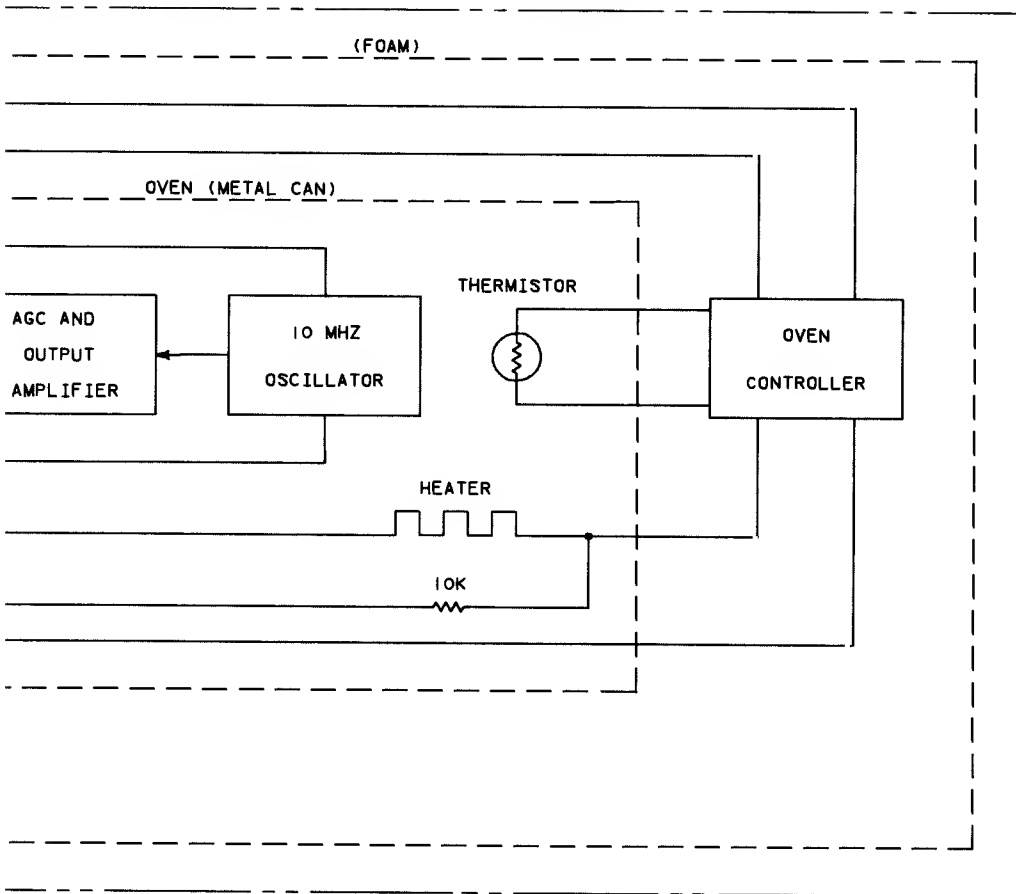 (FOAM)
OVEN (METAL CAN)
THERMISTOR
AGC AND
OUTPUT
AMPLIFIER
10 MHZ
OSCILLATOR
OVEN
CONTROLLER
HEATER
10K